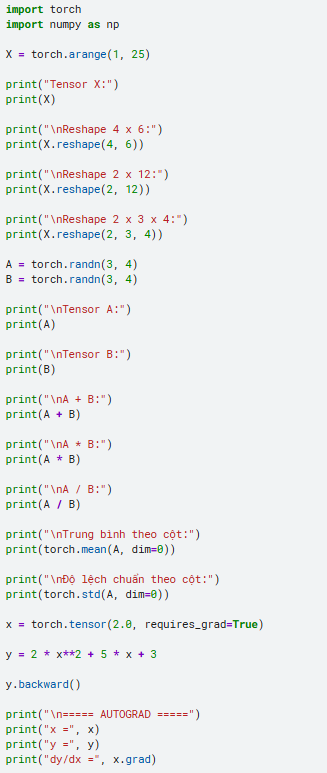 import torch
import numpy as np
X = torch.arange(1, 25)
print("Tensor X:")
print(X)
print("\nReshape 4 x 6:")
print(X.reshape(4, 6))
print("\nReshape 2 x 12:")
print(X.reshape(2, 12))
print("\nReshape 2 x 3 x 4:")
print(X.reshape(2, 3, 4))
A = torch.randn(3, 4)
B = torch.randn(3, 4)
print("\nTensor A:")
print(A)
print("\nTensor B:")
print(B)
print("\nA + B:")
print(A + B)
print("\nA * B:")
print(A * B)
print("\nA / B:")
print(A / B)
print("\nTrung bình theo cột:")
print(torch.mean(A, dim=0))
print("\nĐộ lệch chuẩn theo cột:")
print(torch.std(A, dim=0))
x = torch.tensor(2.0, requires_grad=True)
y = 2 * x**2 + 5 * x + 3
y.backward()
print("\n===== AUTOGRAD =====")
print("x =", x)
print("y =", y)
print("dy/dx =", x.grad)